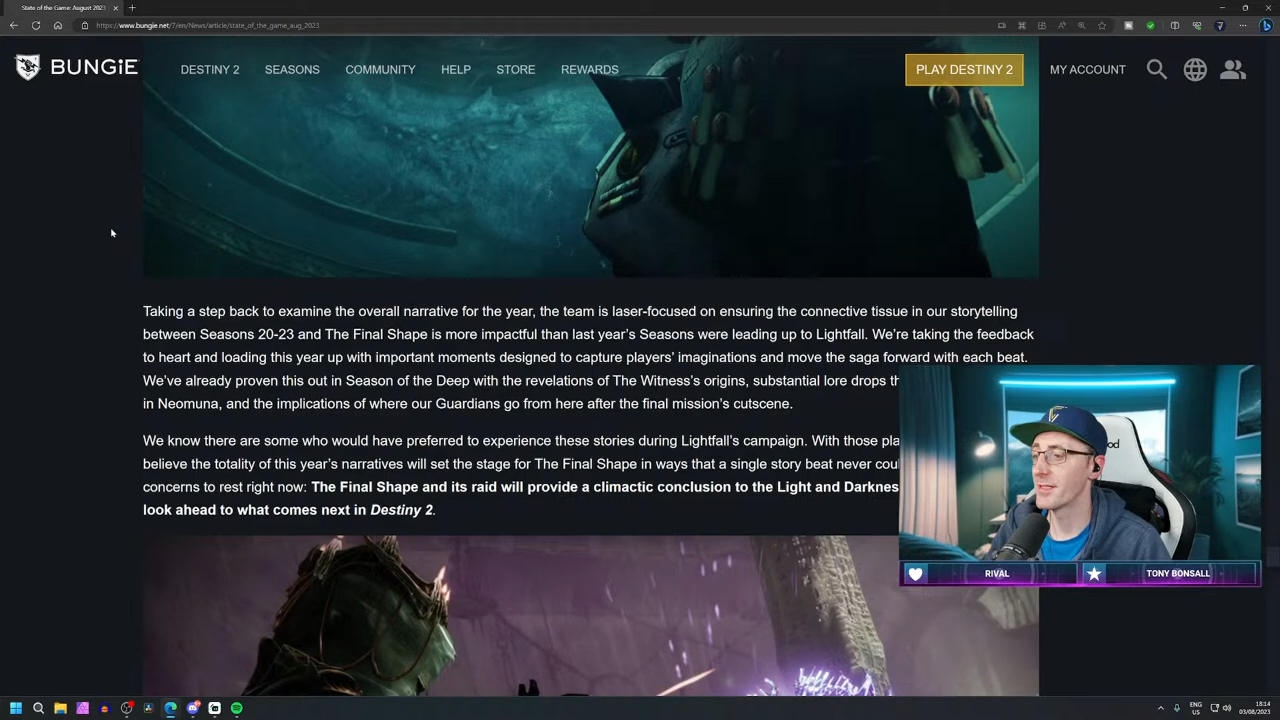 State of the Game: August 2023
https://www.bungie.net/7/en/News/article/state_of_the_game_aug_2023
BUNGiE
DESTINY 2
SEASONS
COMMUNITY
HELP
STORE
REWARDS
PLAY DESTINY 2
MY ACCOUNT
Taking a step back to examine the overall narrative for the year, the team is laser-focused on ensuring the connective tissue in our storytelling
between Seasons 20-23 and The Final Shape is more impactful than last year's Seasons were leading up to Lightfall. We're taking the feedback
to heart and loading this year up with important moments designed to capture players' imaginations and move the saga forward with each beat.
We've already proven this out in Season of the Deep with the revelations of The Witness's origins, substantial lore drops th
in Neomuna, and the implications of where our Guardians go from here after the final mission's cutscene.
We know there are some who would have preferred to experience these stories during Lightfall's campaign. With those pla
believe the totality of this year's narratives will set the stage for The Final Shape in ways that a single story beat never cou
concerns to rest right now: The Final Shape and its raid will provide a climactic conclusion to the Light and Darknes
look ahead to what comes next in Destiny 2.
RIVAL
TONY BONSALL
ENG
US
18:14
03/08/2023